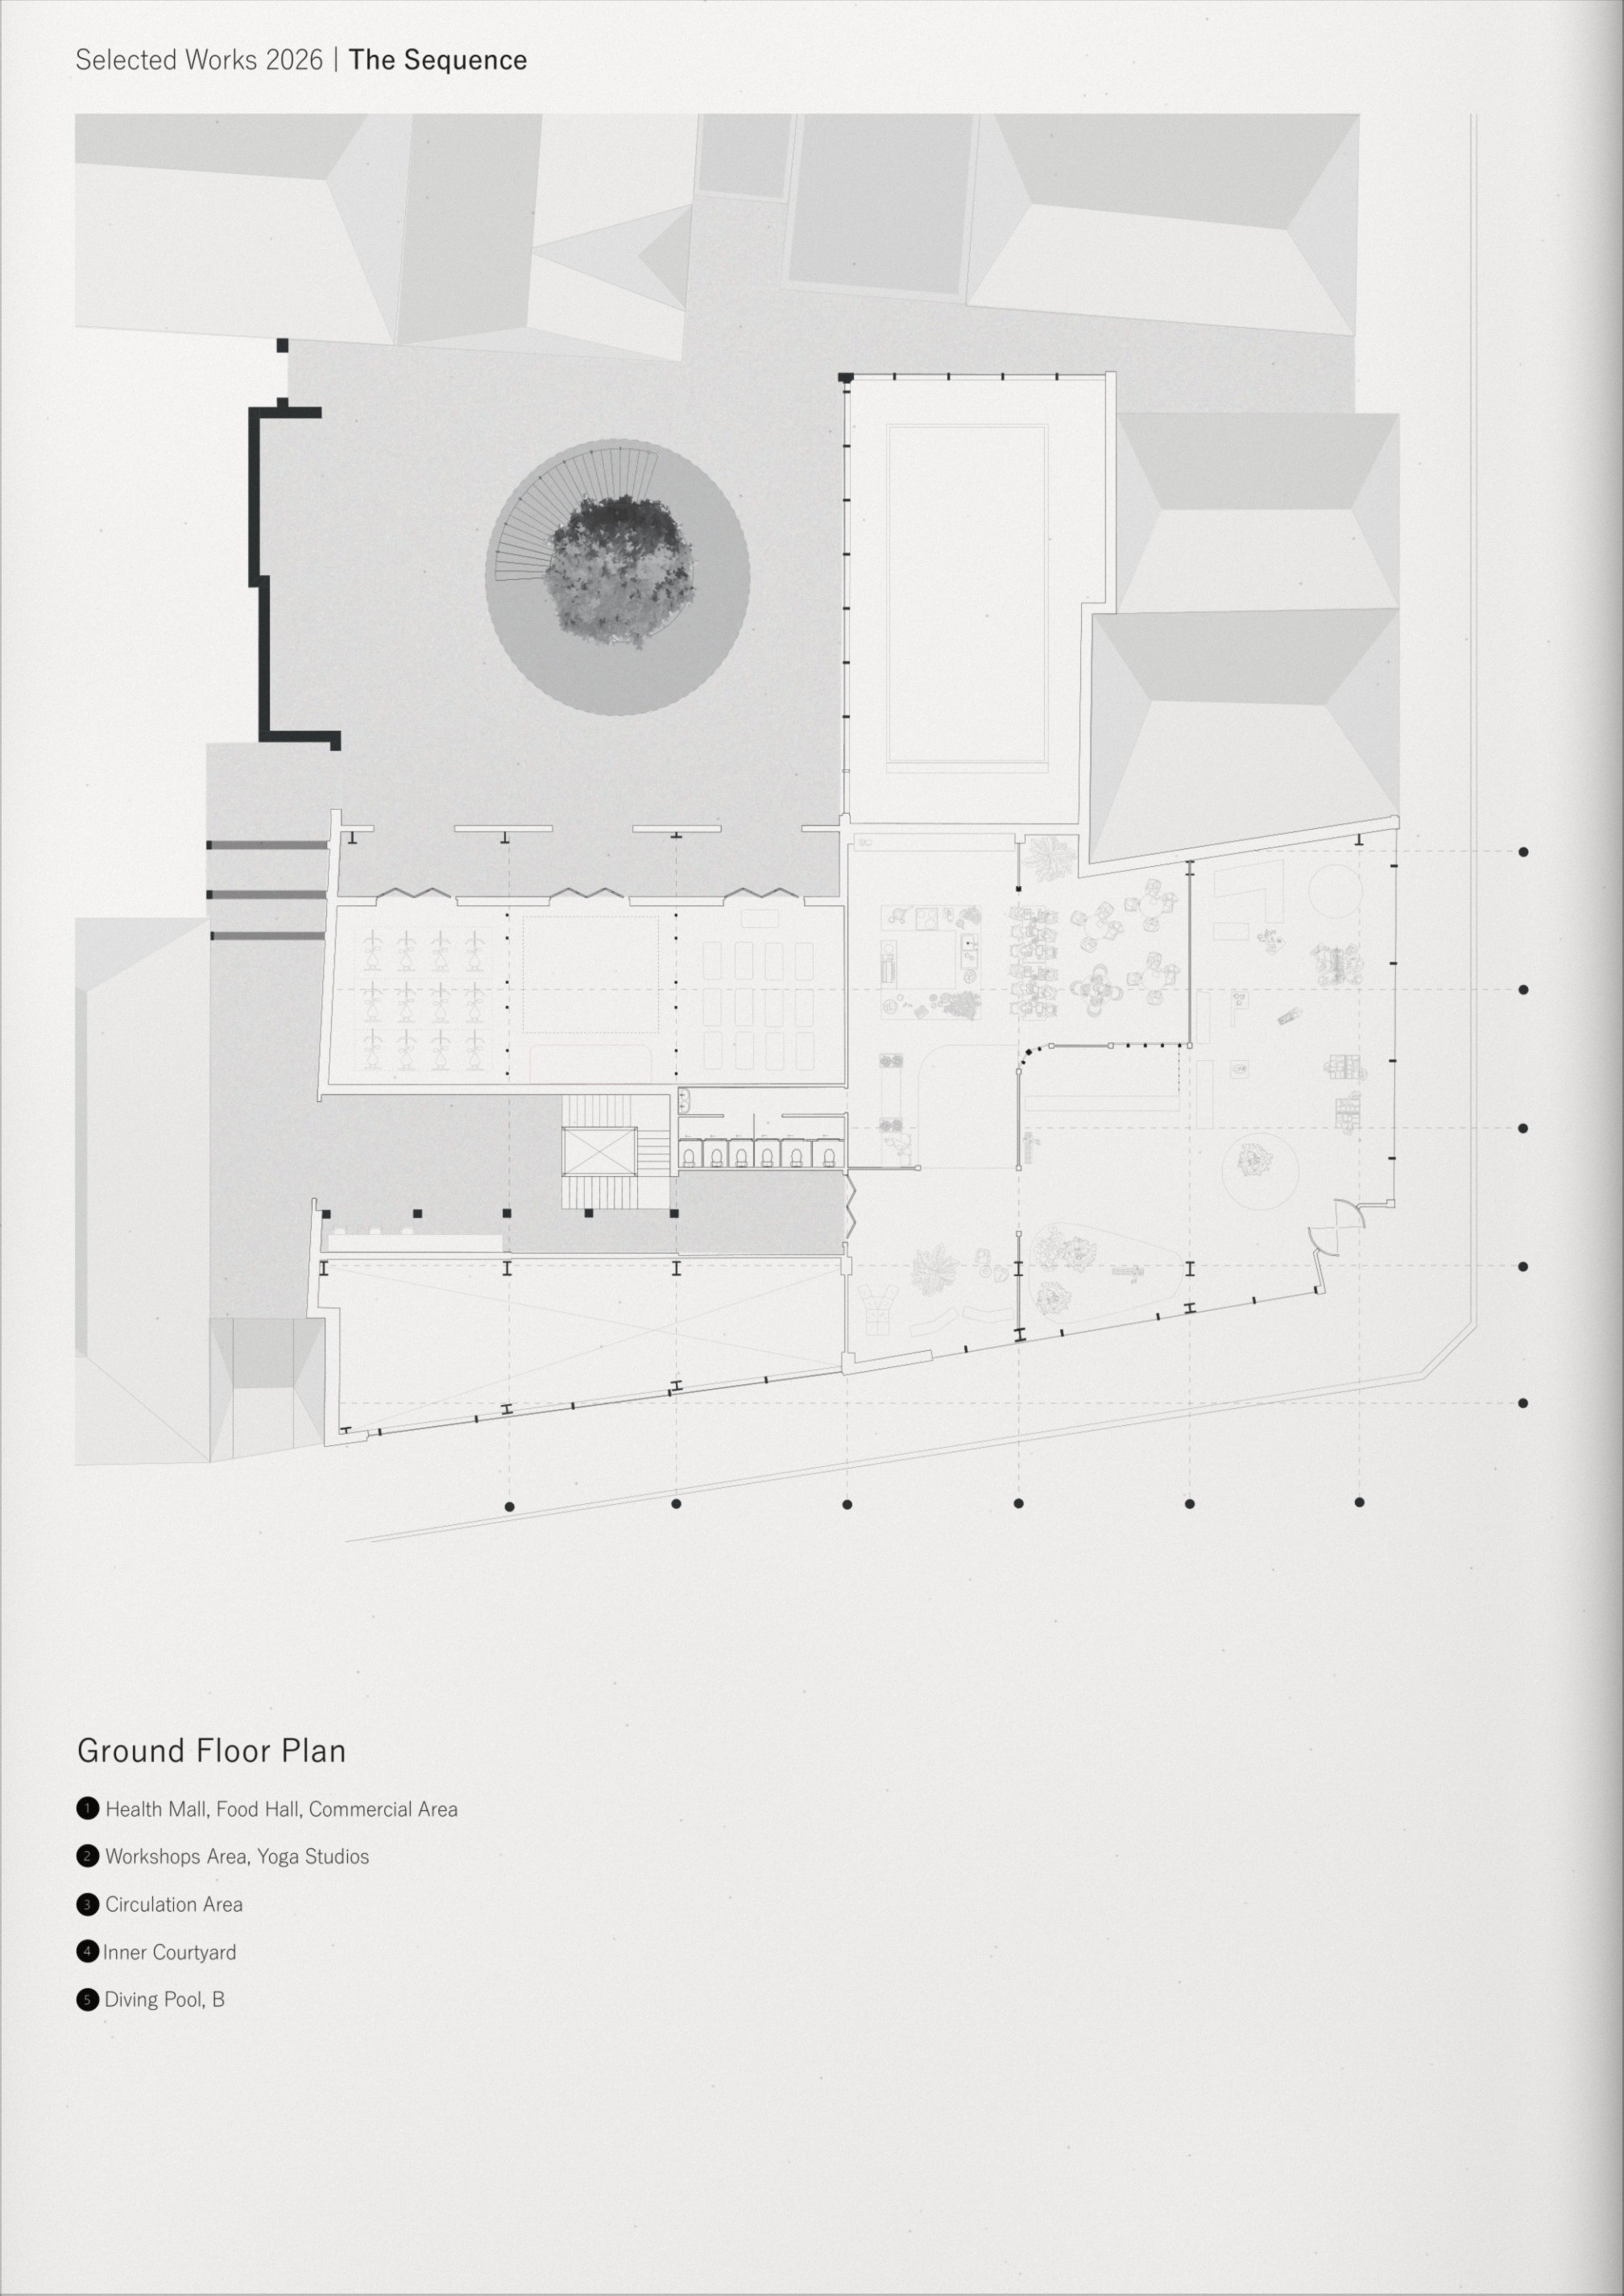 Selected Works 2026 | The Sequence
Ground Floor Plan
1 Health Mall, Food Hall, Commercial Area
2 Workshops Area, Yoga Studios
3 Circulation Area
4 Inner Courtyard
5 Diving Pool, B